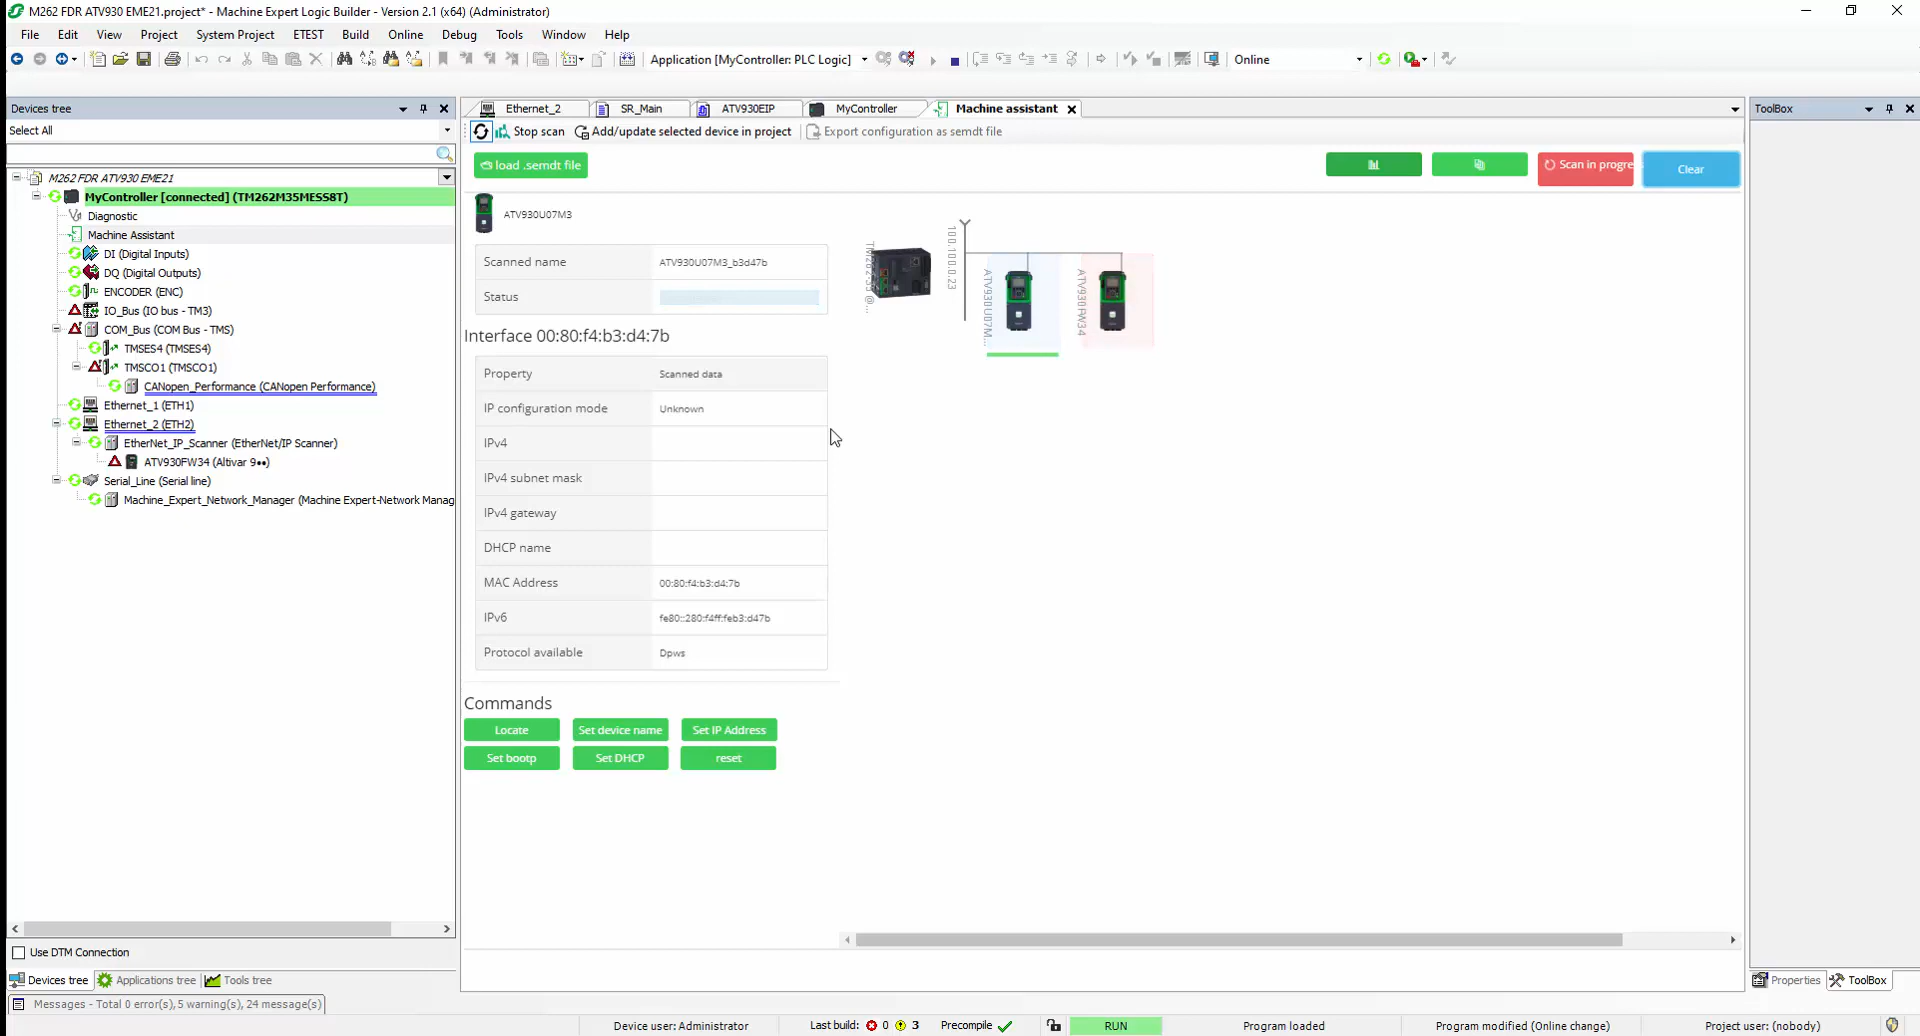 M262 FDR ATV930 EME21.project* - Machine Expert Logic Builder - Version 2.1 (x64) (Administrator)
File Edit View Project System Project ETEST Build Online Debug Tools Window Help
Application [MyController: PLC Logic] Online
Devices tree
Select All
M262 FDR ATV930 EME21
MyController [connected] (TM262M35MESS8T)
Diagnostic
Machine Assistant
DI (Digital Inputs)
DQ (Digital Outputs)
ENCODER (ENC)
IO_Bus (IO bus - TM3)
COM_Bus (COM Bus - TMS)
TMSES4 (TMSES4)
TMSCO1 (TMSCO1)
CANopen_Performance (CANopen Performance)
Ethernet_1 (ETH1)
Ethernet_2 (ETH2)
EtherNet_IP_Scanner (EtherNet/IP Scanner)
ATV930FW34 (Altivar 9••)
Serial_Line (Serial line)
Machine_Expert_Network_Manager (Machine Expert-Network Manag
Use DTM Connection
Devices tree Applications tree Tools tree
Ethernet_2 SR_Main ATV930EIP MyController Machine assistant
Stop scan Add/update selected device in project Export configuration as semdt file
load .semdt file Scan in progre Clear
ATV930U07M3
Scanned name ATV930U07M3_b3d47b
Status
Interface 00:80:f4:b3:d4:7b
Property Scanned data
IP configuration mode Unknown
IPv4
IPv4 subnet mask
IPv4 gateway
DHCP name
MAC Address 00:80:f4:b3:d4:7b
IPv6 fe80::280:f4ff:feb3:d47b
Protocol available Dpws
Commands
Locate Set device name Set IP Address
Set bootp Set DHCP reset
100.100.0.23
ATV930U07M...
ATV930FW34
ToolBox
Properties ToolBox
Messages - Total 0 error(s), 5 warning(s), 24 message(s)
Device user: Administrator Last build: 0 3 Precompile RUN Program loaded Program modified (Online change) Project user: (nobody)